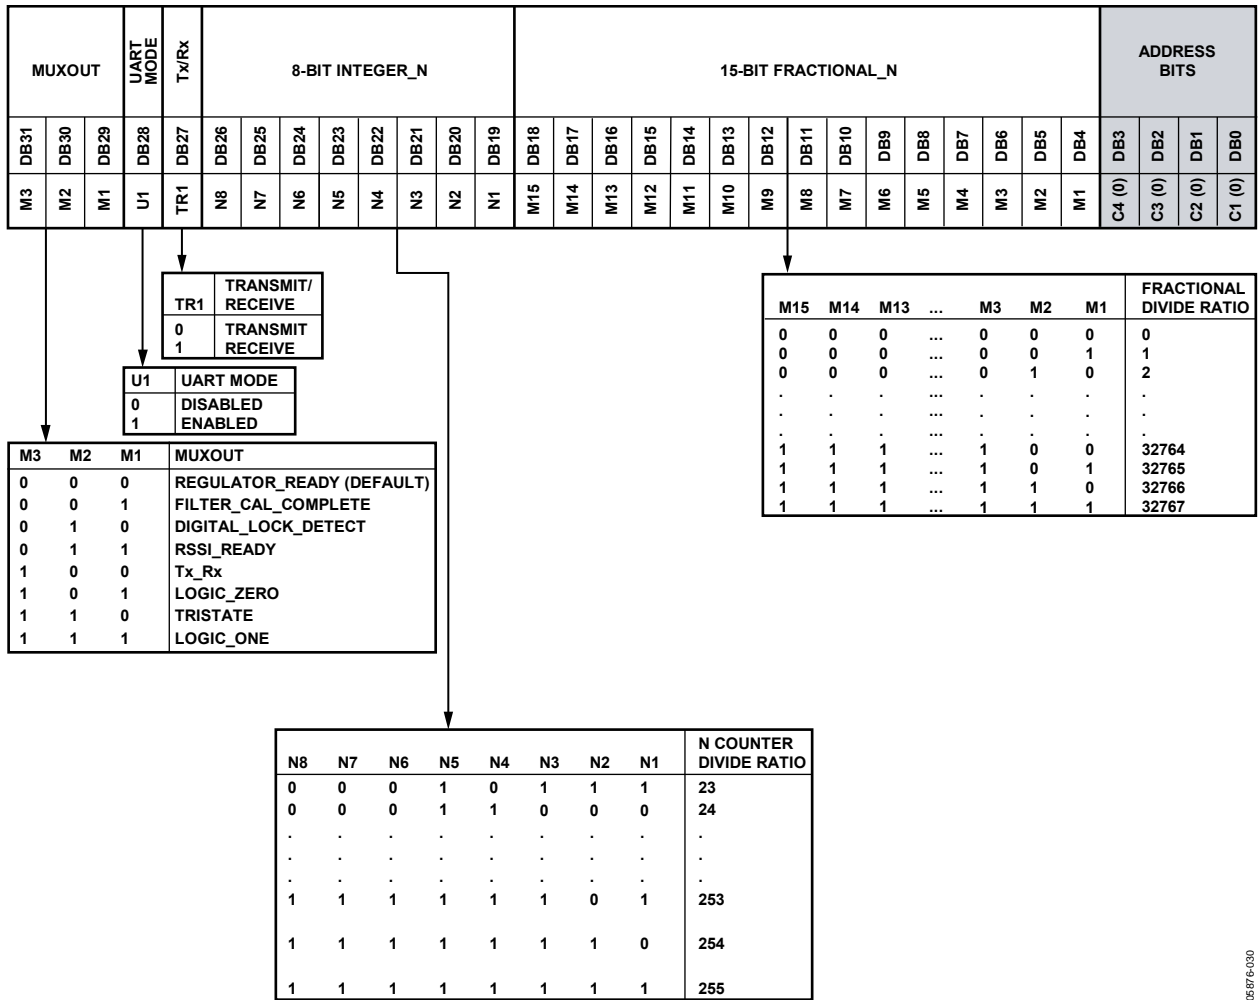 MUXOUT UART MODE Tx/Rx 8-BIT INTEGER_N 15-BIT FRACTIONAL_N ADDRESS BITS
DB31 DB30 DB29 DB28 DB27 DB26 DB25 DB24 DB23 DB22 DB21 DB20 DB19 DB18 DB17 DB16 DB15 DB14 DB13 DB12 DB11 DB10 DB9 DB8 DB7 DB6 DB5 DB4 DB3 DB2 DB1 DB0
M3 M2 M1 U1 TR1 N8 N7 N6 N5 N4 N3 N2 N1 M15 M14 M13 M12 M11 M10 M9 M8 M7 M6 M5 M4 M3 M2 M1 C4 (0) C3 (0) C2 (0) C1 (0)
TR1 TRANSMIT/ RECEIVE
0 TRANSMIT
1 RECEIVE
U1 UART MODE
0 DISABLED
1 ENABLED
M3 M2 M1 MUXOUT
0 0 0 REGULATOR_READY (DEFAULT)
0 0 1 FILTER_CAL_COMPLETE
0 1 0 DIGITAL_LOCK_DETECT
0 1 1 RSSI_READY
1 0 0 Tx_Rx
1 0 1 LOGIC_ZERO
1 1 0 TRISTATE
1 1 1 LOGIC_ONE
M15 M14 M13 ... M3 M2 M1 FRACTIONAL DIVIDE RATIO
0 0 0 ... 0 0 0 0
0 0 0 ... 0 0 1 1
0 0 0 ... 0 1 0 2
. . . ... . . . .
. . . ... . . . .
. . . ... . . . .
1 1 1 ... 1 0 0 32764
1 1 1 ... 1 0 1 32765
1 1 1 ... 1 1 0 32766
1 1 1 ... 1 1 1 32767
N8 N7 N6 N5 N4 N3 N2 N1 N COUNTER DIVIDE RATIO
0 0 0 1 0 1 1 1 23
0 0 0 1 1 0 0 0 24
. . . . . . . . .
. . . . . . . . .
. . . . . . . . .
1 1 1 1 1 1 0 1 253
1 1 1 1 1 1 1 0 254
1 1 1 1 1 1 1 1 255
05876-030